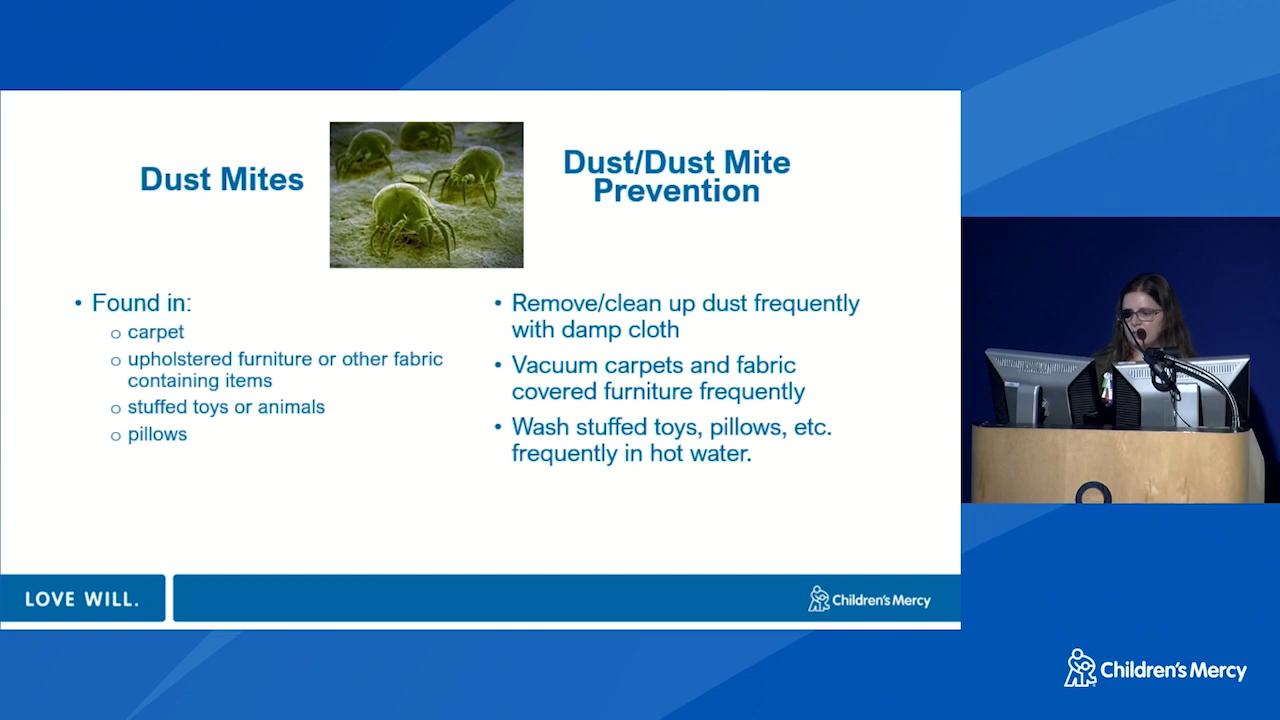 Dust Mites
Dust/Dust Mite
Prevention
• Found in:
o carpet
o upholstered furniture or other fabric
containing items
o stuffed toys or animals
o pillows
• Remove/clean up dust frequently
with damp cloth
• Vacuum carpets and fabric
covered furniture frequently
• Wash stuffed toys, pillows, etc.
frequently in hot water.
LOVE WILL.
Children's Mercy
Children's Mercy